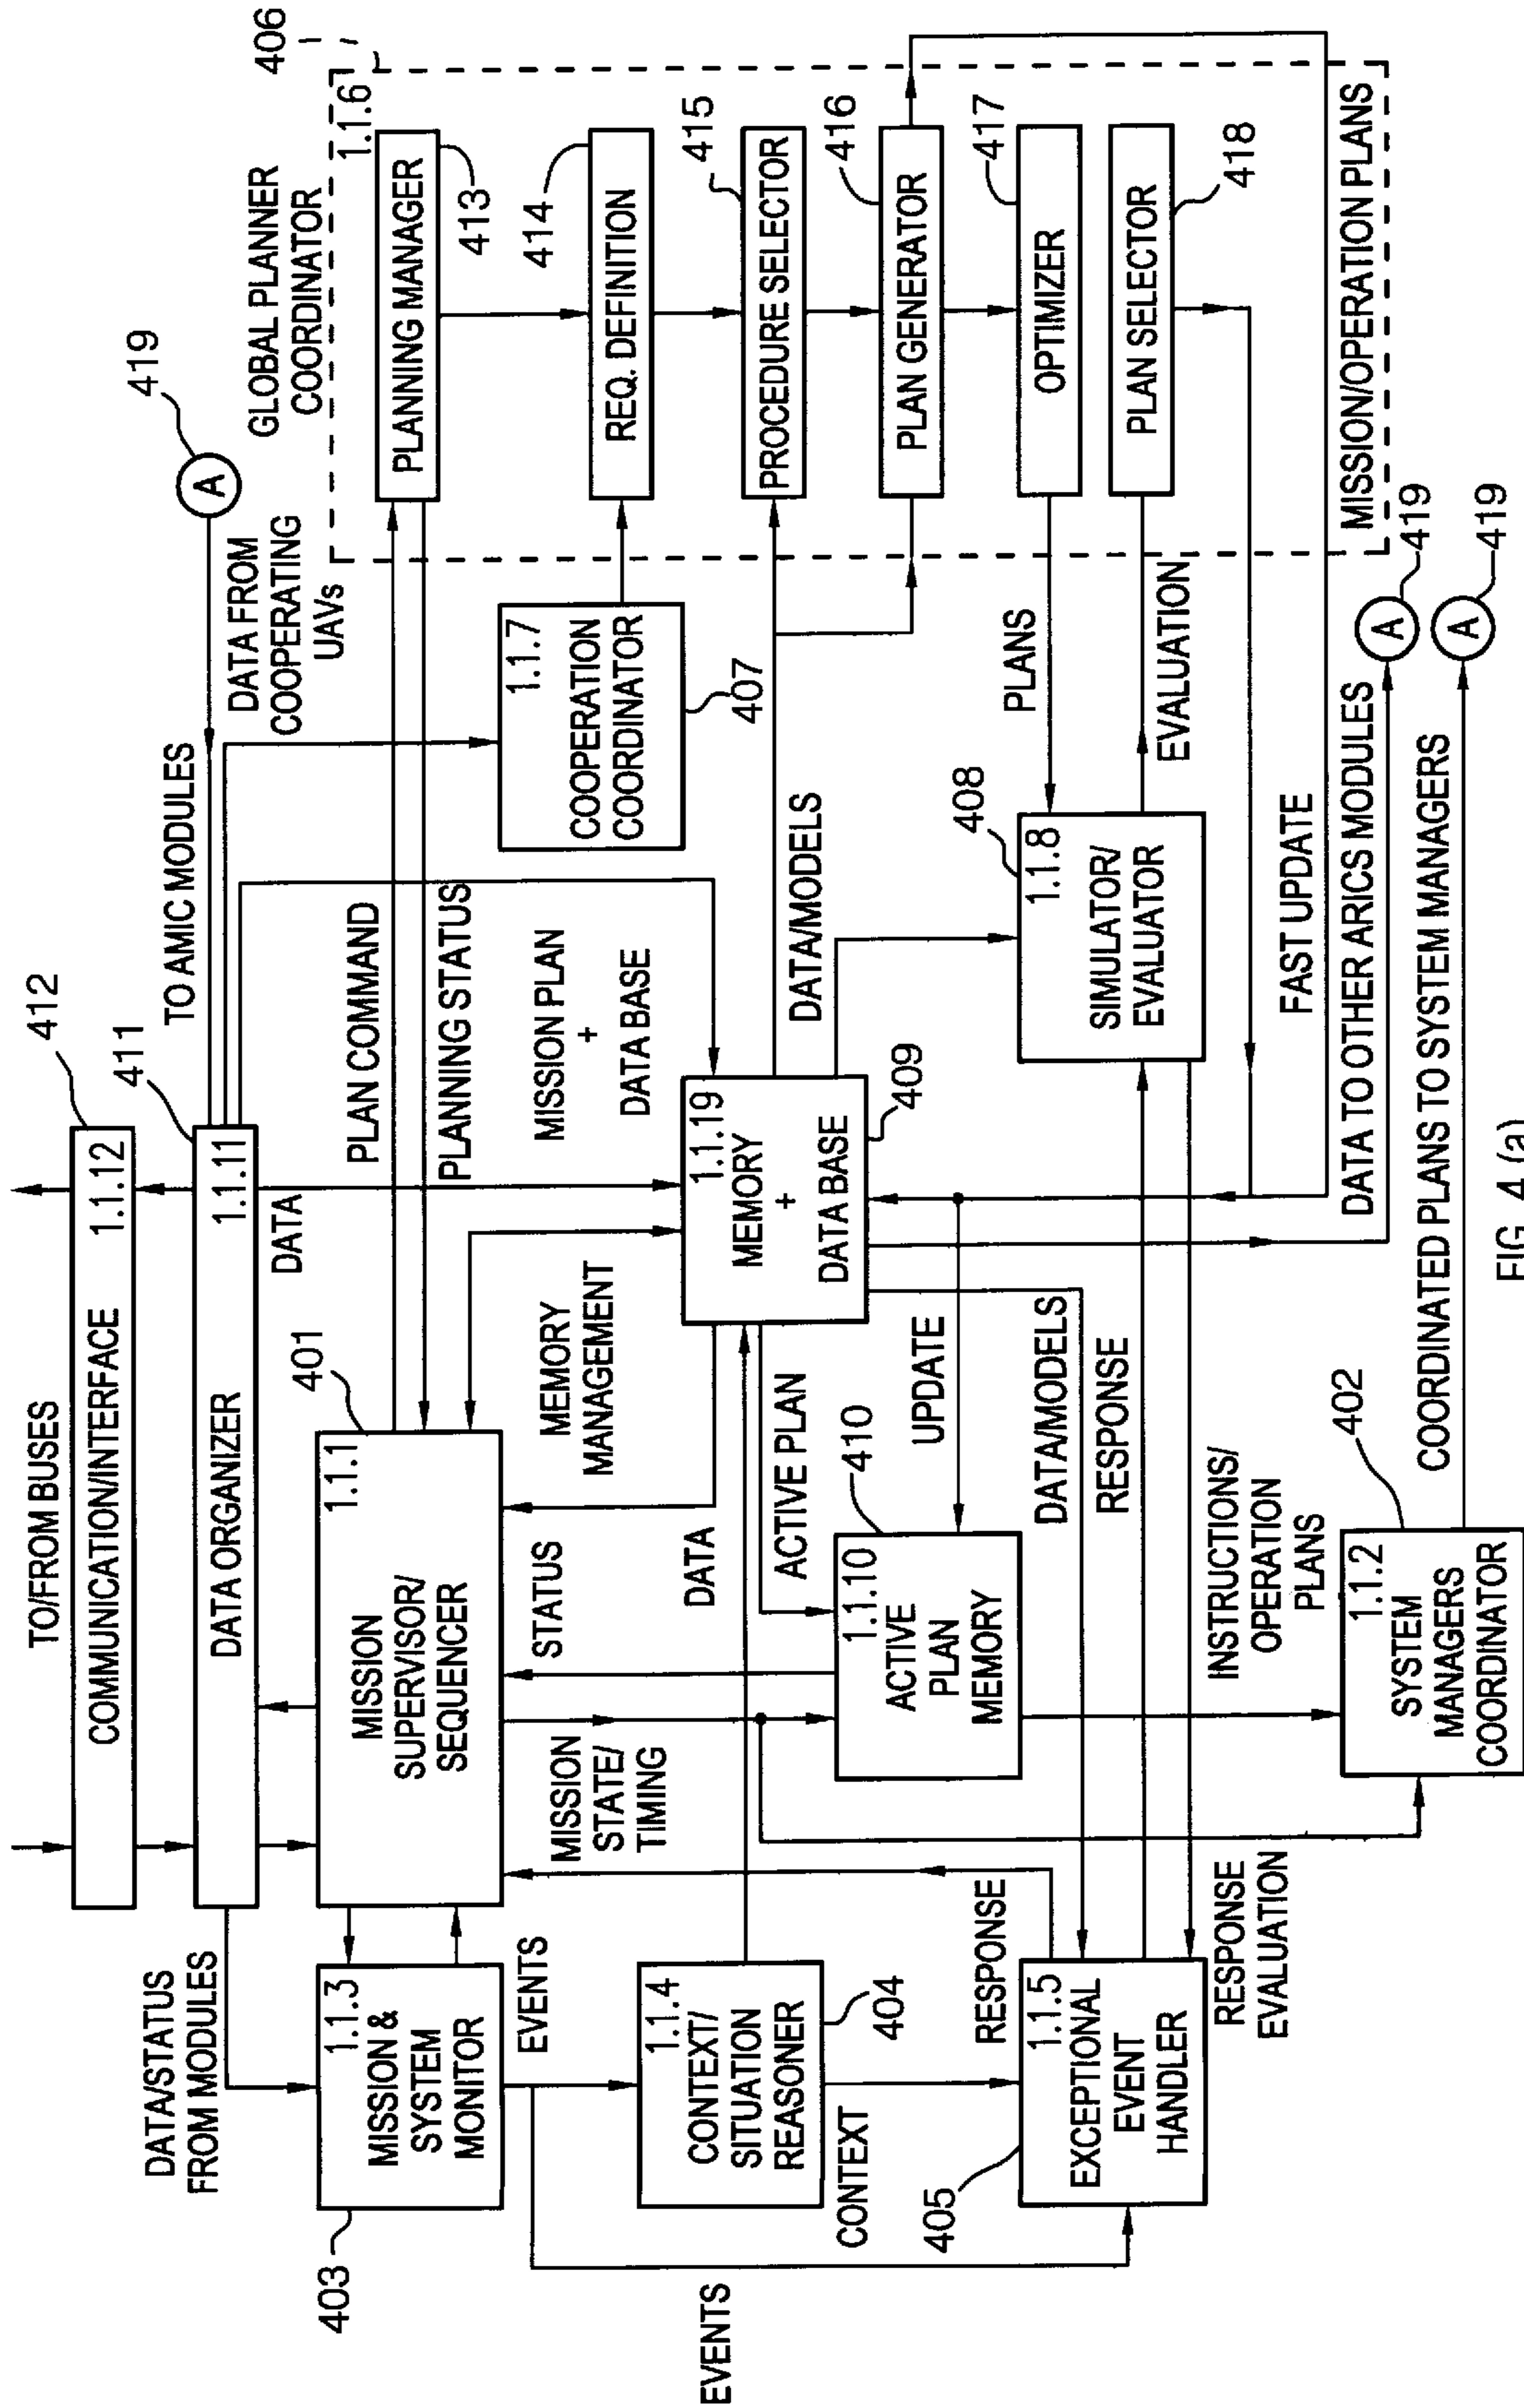 TO/FROM BUSES
412
COMMUNICATION/INTERFACE
1.1.12
411
DATA ORGANIZER
1.1.11
TO AMIC MODULES
A
419
DATA FROM
COOPERATING
UAVs
GLOBAL PLANNER
COORDINATOR
406
1.1.6
DATA/STATUS
FROM MODULES
403
1.1.3
MISSION &
SYSTEM
MONITOR
401
1.1.1
MISSION
SUPERVISOR/
SEQUENCER
DATA
PLAN COMMAND
PLANNING STATUS
PLANNING MANAGER
413
1.1.7
COOPERATION
COORDINATOR
407
414
REQ. DEFINITION
EVENTS
MISSION
STATE/
TIMING
STATUS
MEMORY
MANAGEMENT
MISSION PLAN
+
DATA BASE
EVENTS
1.1.4
CONTEXT/
SITUATION
REASONER
404
CONTEXT
DATA
ACTIVE PLAN
1.1.19
MEMORY
+
DATA BASE
409
DATA/MODELS
415
PROCEDURE SELECTOR
416
PLAN GENERATOR
410
1.1.10
ACTIVE
PLAN
MEMORY
UPDATE
408
1.1.8
SIMULATOR/
EVALUATOR
PLANS
417
OPTIMIZER
EVALUATION
PLAN SELECTOR
418
RESPONSE
405
1.1.5
EXCEPTIONAL
EVENT
HANDLER
DATA/MODELS
RESPONSE
RESPONSE
EVALUATION
INSTRUCTIONS/
OPERATION
PLANS
FAST UPDATE
MISSION/OPERATION PLANS
402
1.1.2
SYSTEM
MANAGERS
COORDINATOR
DATA TO OTHER ARICS MODULES
A
419
COORDINATED PLANS TO SYSTEM MANAGERS
A
419
FIG. 4 (a)